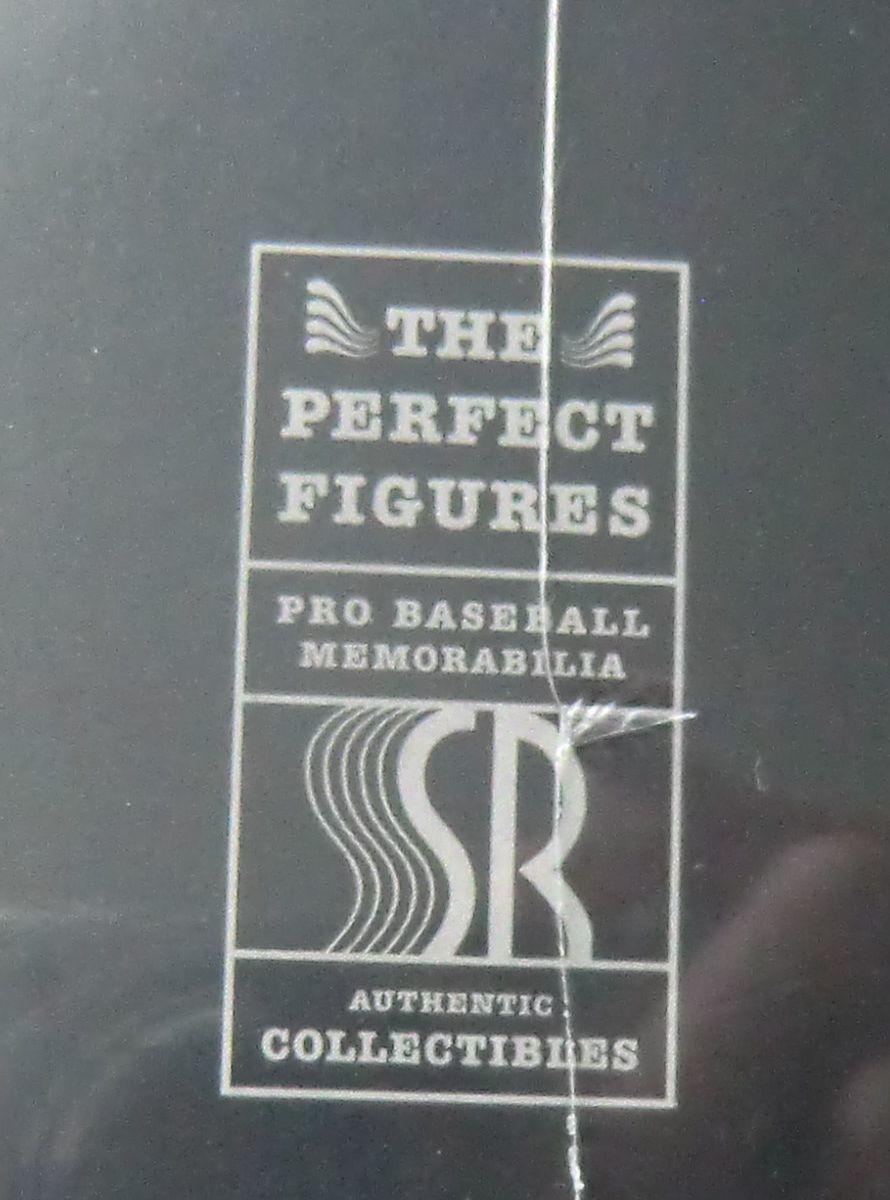 THE
PERFECT
FIGURES
PRO BASEBALL
MEMORABILIA
SR
AUTHENTIC
COLLECTIBLES